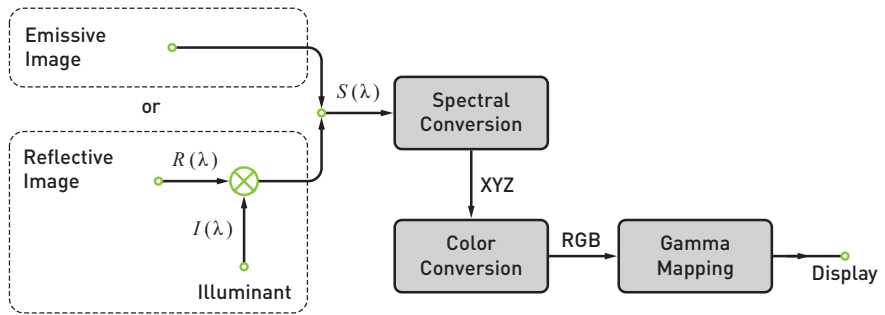 Emissive
Image
or
Reflective
Image
R(λ)
I(λ)
Illuminant
S(λ)
Spectral
Conversion
XYZ
Color
Conversion
RGB
Gamma
Mapping
Display